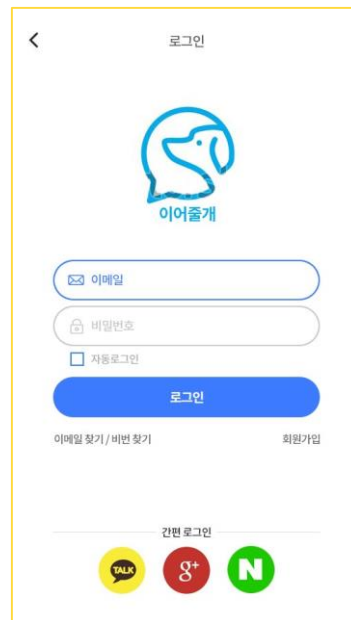 로그인
이어줄개
이메일
비밀번호
자동로그인
로그인
이메일 찾기 / 비번 찾기 회원가입
간편 로그인
TALK g+ N